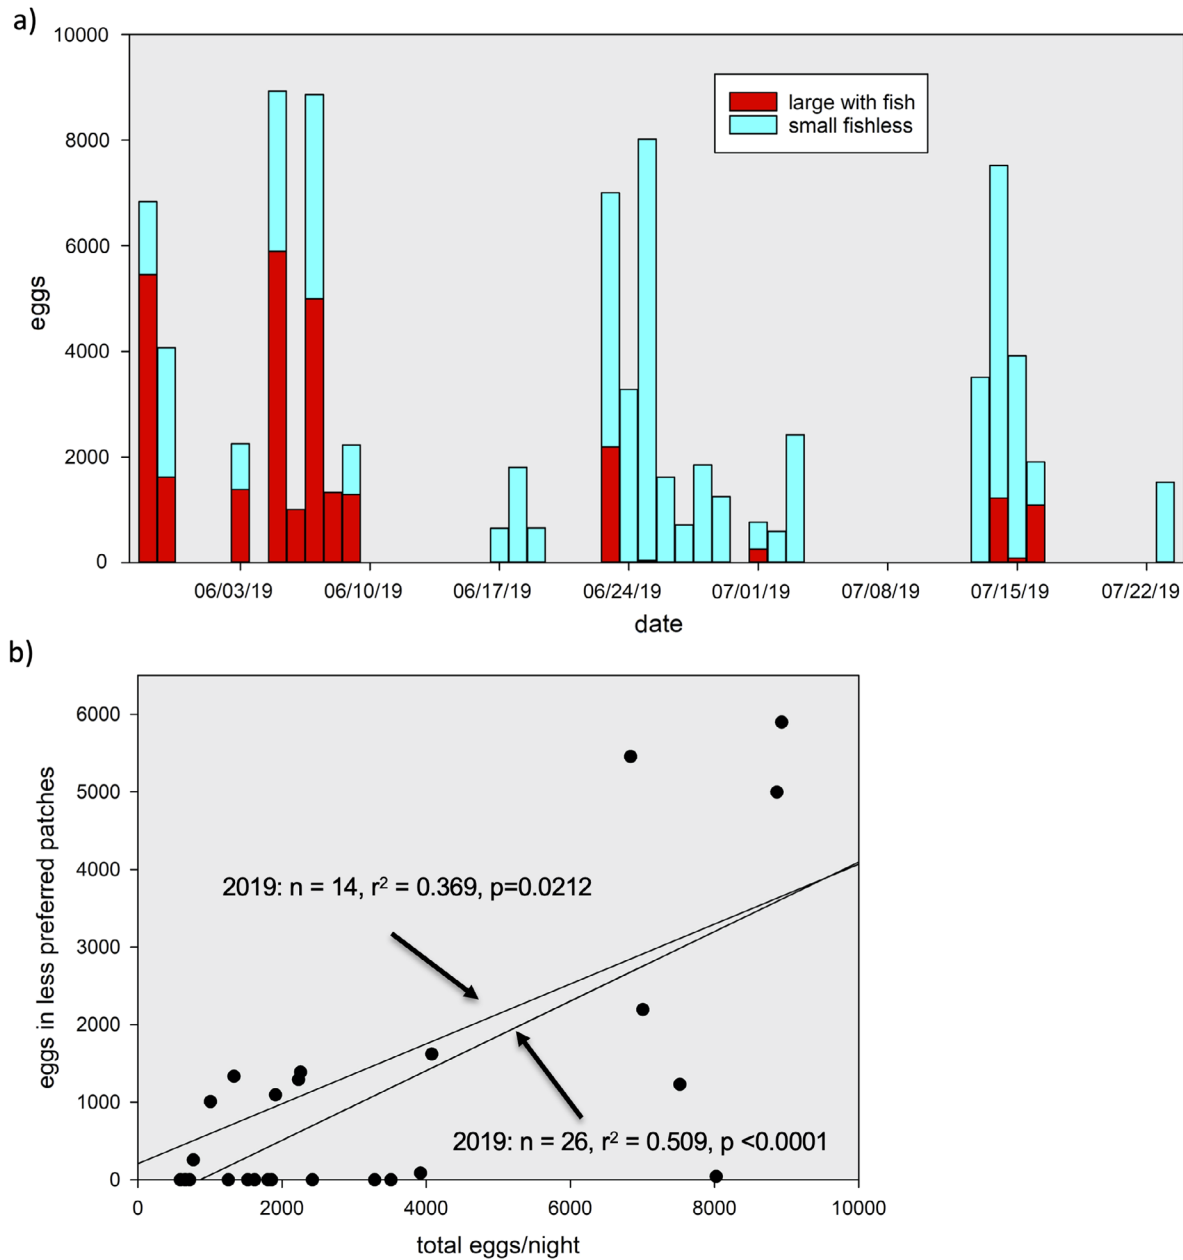 a)
10000
8000
6000
4000
2000
0
eggs
large with fish
small fishless
06/03/19 06/10/19 06/17/19 06/24/19 07/01/19 07/08/19 07/15/19 07/22/19
date
b)
6000
5000
4000
3000
2000
1000
0
eggs in less preferred patches
2019: n = 14, r² = 0.369, p=0.0212
2019: n = 26, r² = 0.509, p <0.0001
0 2000 4000 6000 8000 10000
total eggs/night